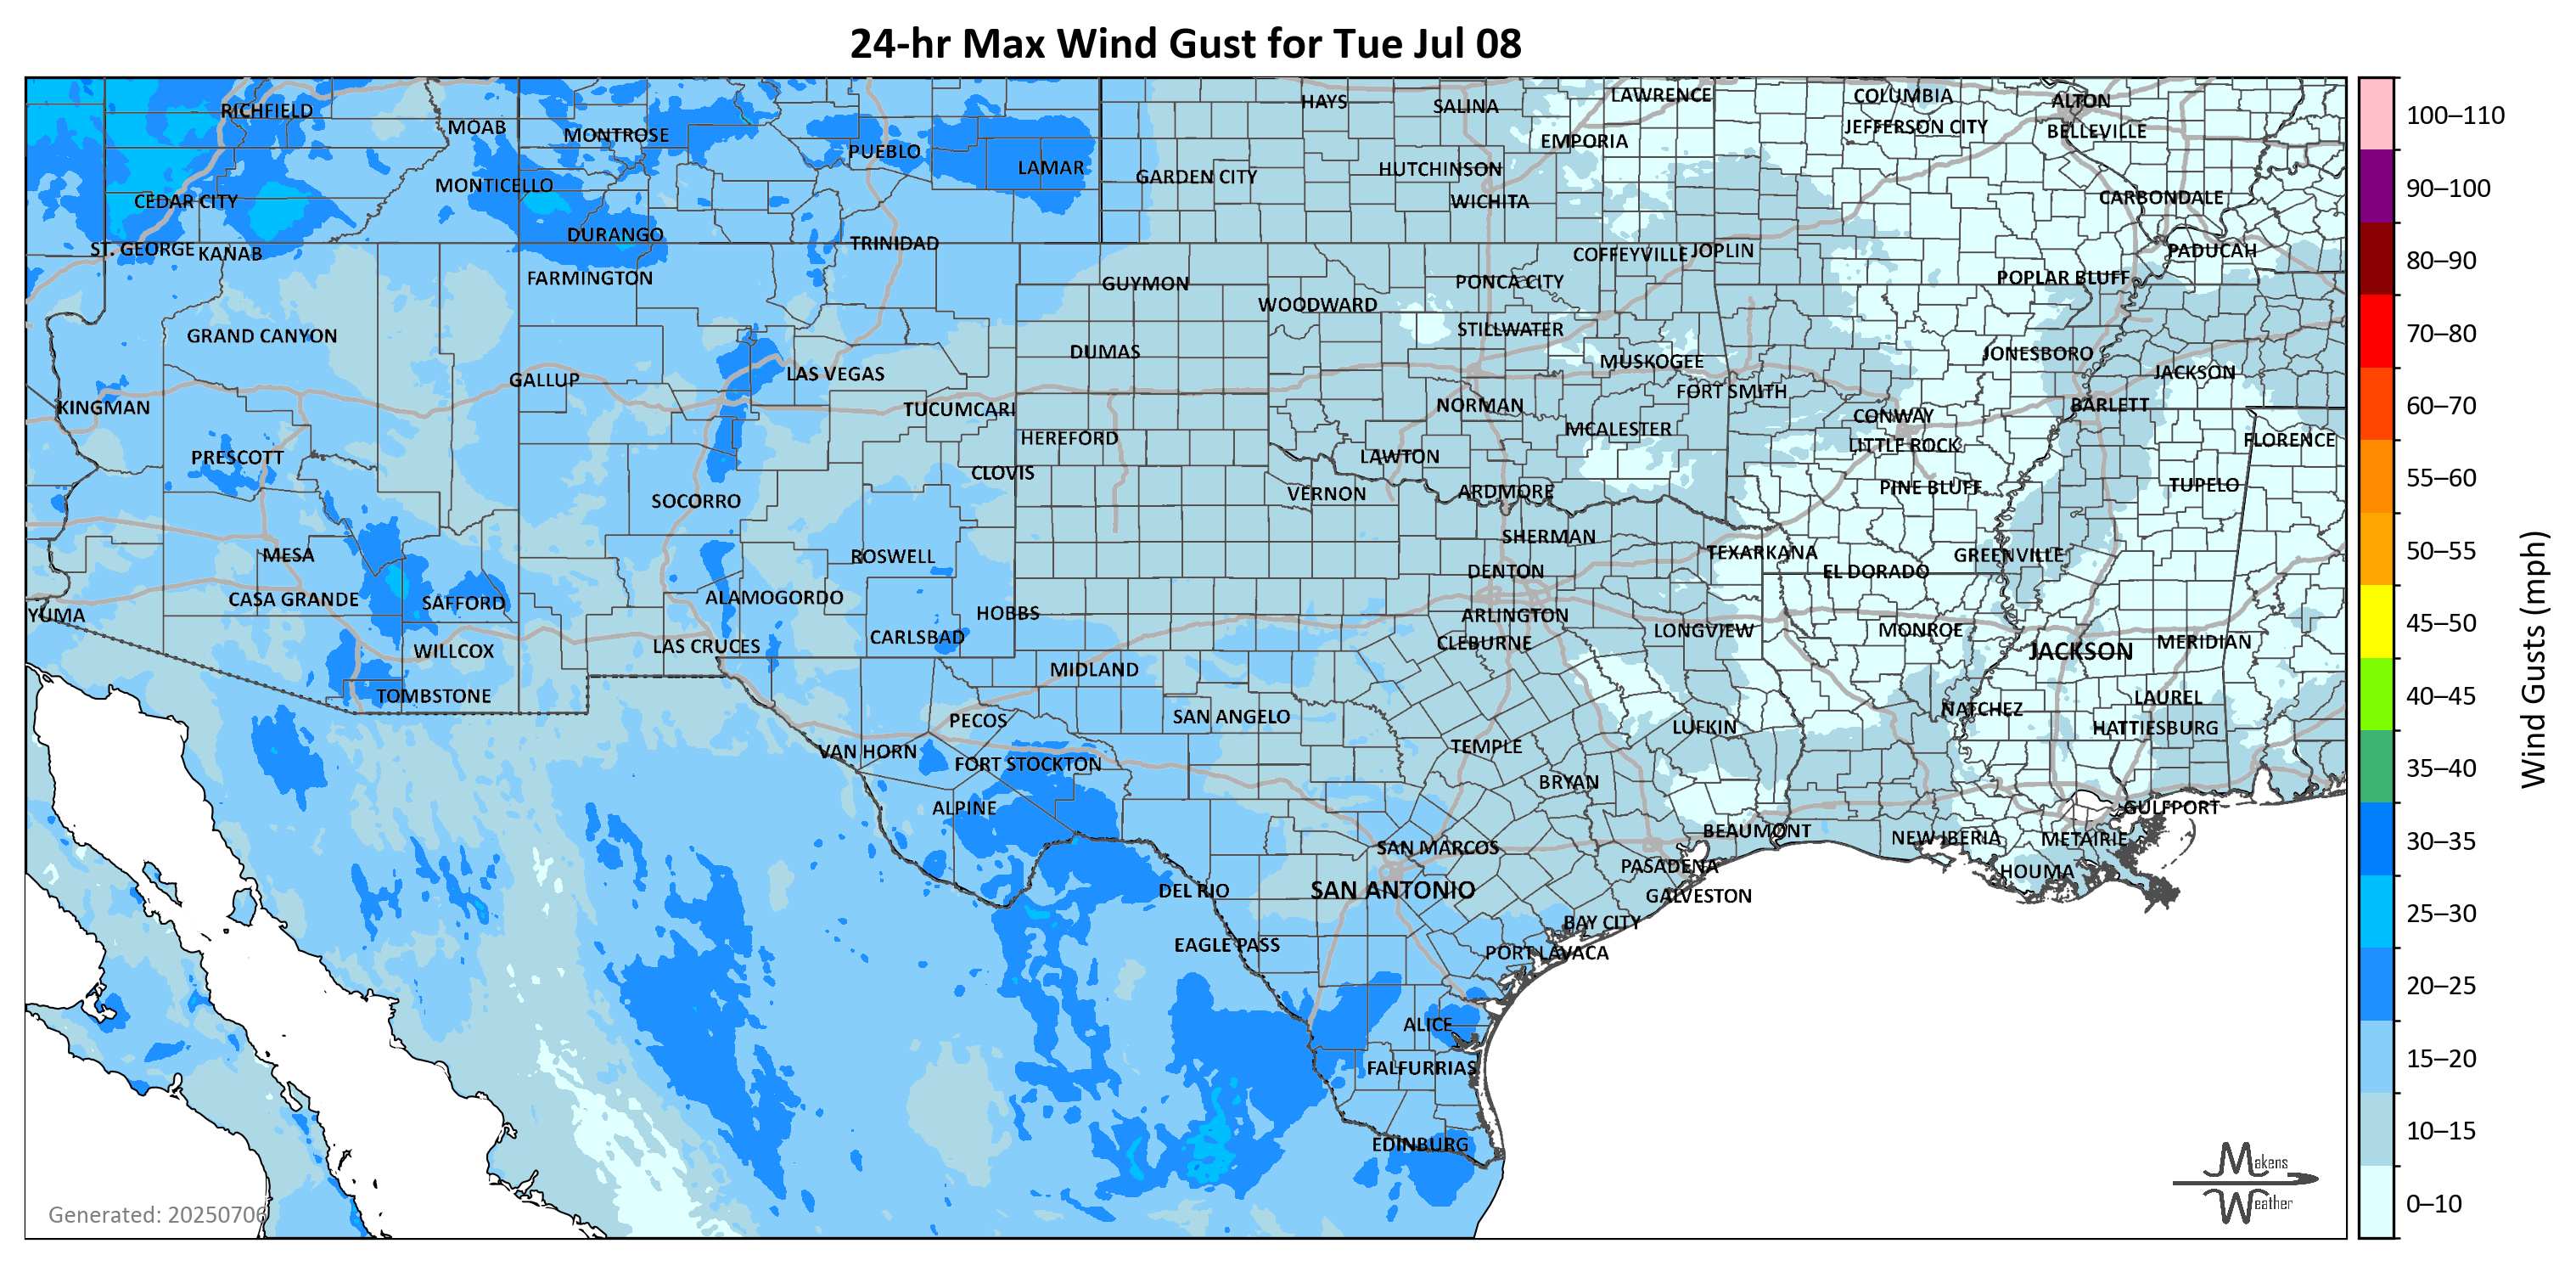 24-hr Max Wind Gust for Tue Jul 08
RICHFIELD
MOAB
MONTROSE
PUEBLO
LAMAR
HAYS
SALINA
LAWRENCE
COLUMBIA
ALTON
EMPORIA
JEFFERSON CITY
BELLEVILLE
MONTICELLO
GARDEN CITY
HUTCHINSON
WICHITA
CEDAR CITY
CARBONDALE
DURANGO
TRINIDAD
ST. GEORGE
KANAB
COFFEYVILLE
JOPLIN
PADUCAH
FARMINGTON
GUYMON
PONCA CITY
POPLAR BLUFF
WOODWARD
GRAND CANYON
STILLWATER
DUMAS
MUSKOGEE
JONESBORO
GALLUP
LAS VEGAS
JACKSON
FORT SMITH
KINGMAN
TUCUMCARI
NORMAN
CONWAY
BARLETT
HEREFORD
MCALESTER
LITTLE ROCK
FLORENCE
PRESCOTT
CLOVIS
LAWTON
SOCORRO
VERNON
ARDMORE
PINE BLUFF
TUPELO
MESA
ROSWELL
SHERMAN
TEXARKANA
GREENVILLE
DENTON
EL DORADO
CASA GRANDE
SAFFORD
ALAMOGORDO
YUMA
HOBBS
ARLINGTON
CARLSBAD
CLEBURNE
LONGVIEW
MONROE
WILLCOX
LAS CRUCES
JACKSON
MERIDIAN
MIDLAND
TOMBSTONE
LAUREL
PECOS
SAN ANGELO
NATCHEZ
LUFKIN
HATTIESBURG
VAN HORN
FORT STOCKTON
TEMPLE
BRYAN
ALPINE
GULFPORT
BEAUMONT
NEW IBERIA
METAIRIE
SAN MARCOS
PASADENA
HOUMA
DEL RIO
SAN ANTONIO
GALVESTON
BAY CITY
EAGLE PASS
PORT LAVACA
ALICE
FALFURRIAS
EDINBURG
Generated: 20250706
Makens
Weather
100–110
90–100
80–90
70–80
60–70
55–60
50–55
45–50
40–45
35–40
30–35
25–30
20–25
15–20
10–15
0–10
Wind Gusts (mph)